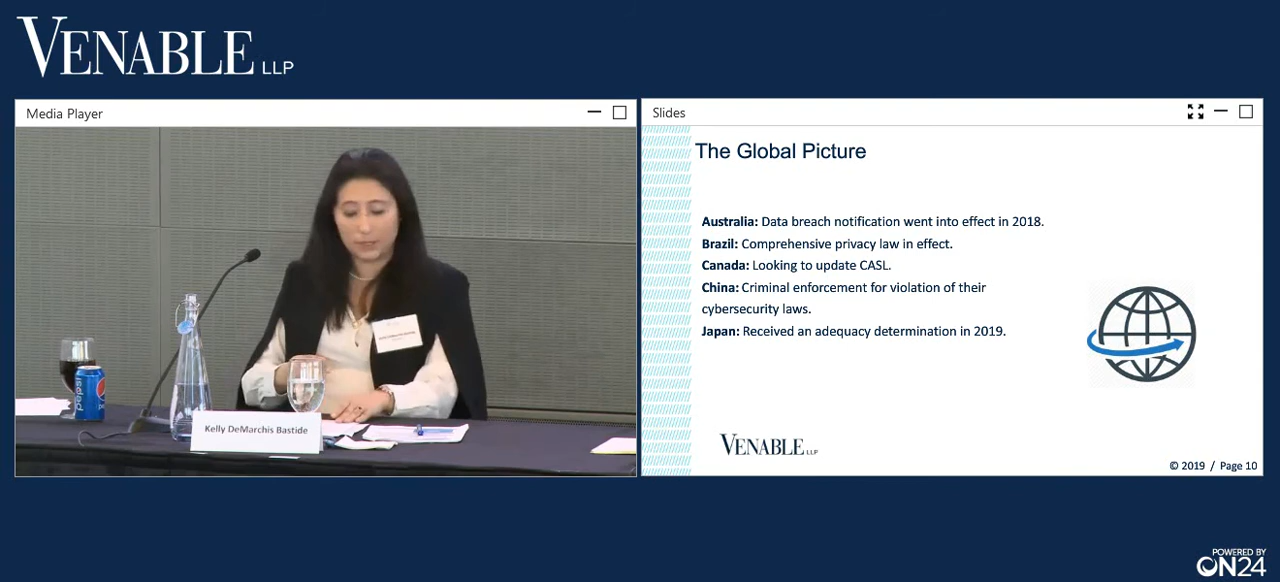 VENABLE LLP
Media Player
Slides
The Global Picture
Australia: Data breach notification went into effect in 2018.
Brazil: Comprehensive privacy law in effect.
Canada: Looking to update CASL.
China: Criminal enforcement for violation of their
cybersecurity laws.
Japan: Received an adequacy determination in 2019.
pepsi
Kelly DeMarchis Bastide
VENABLE LLP
© 2019 / Page 10
POWERED BY
ON24